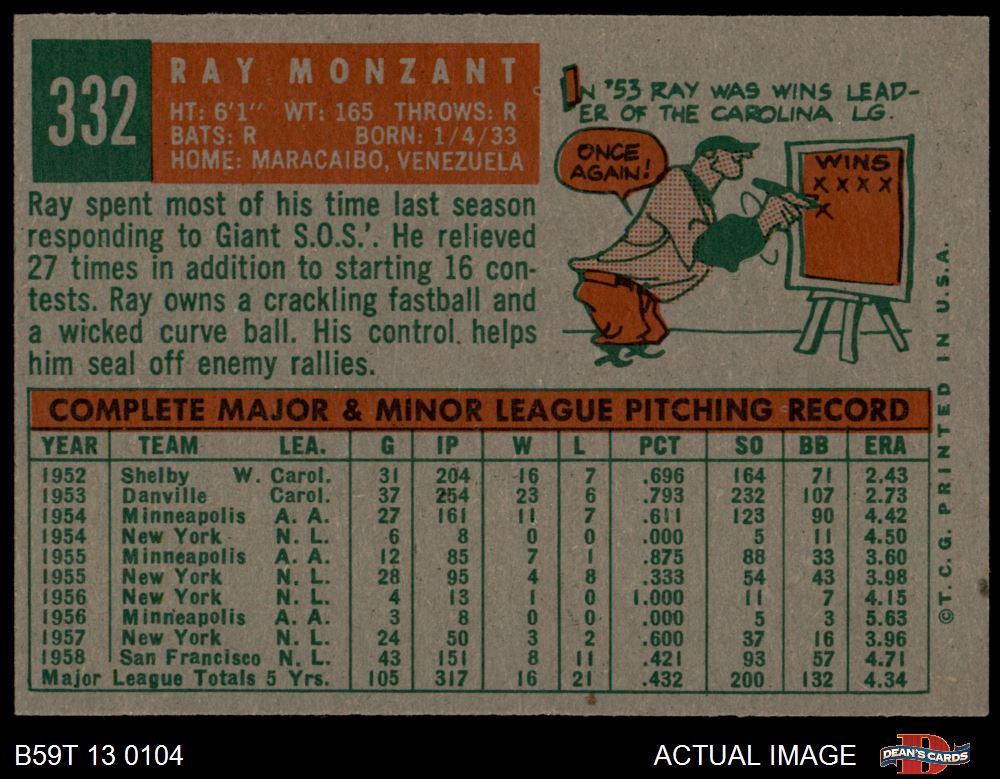 332
RAY MONZANT
HT: 6'1" WT: 165 THROWS: R
BATS: R BORN: 1/4/33
HOME: MARACAIBO, VENEZUELA
Ray spent most of his time last season
responding to Giant S.O.S.'. He relieved
27 times in addition to starting 16 con-
tests. Ray owns a crackling fastball and
a wicked curve ball. His control helps
him seal off enemy rallies.
IN '53 RAY WAS WINS LEAD-
ER OF THE CAROLINA LG.
ONCE
AGAIN!
WINS
X X X X
X
COMPLETE MAJOR & MINOR LEAGUE PITCHING RECORD
YEAR TEAM LEA. G IP W L PCT SO BB ERA
1952 Shelby W. Carol. 31 204 16 7 .696 164 71 2.43
1953 Danville Carol. 37 254 23 6 .793 232 107 2.73
1954 Minneapolis A. A. 27 161 11 7 .611 123 90 4.42
1954 New York N. L. 6 8 0 0 .000 5 11 4.50
1955 Minneapolis A. A. 12 85 7 1 .875 88 33 3.60
1955 New York N. L. 28 95 4 8 .333 54 43 3.98
1956 New York N. L. 4 13 1 0 1.000 11 7 4.15
1956 Minneapolis A. A. 3 8 0 0 .000 5 3 5.63
1957 New York N. L. 24 50 3 2 .600 37 16 3.96
1958 San Francisco N. L. 43 151 8 11 .421 93 57 4.71
Major League Totals 5 Yrs. 105 317 16 21 .432 200 132 4.34
©T.C.G. PRINTED IN U.S.A.
B59T 13 0104
ACTUAL IMAGE
DEAN'S CARDS